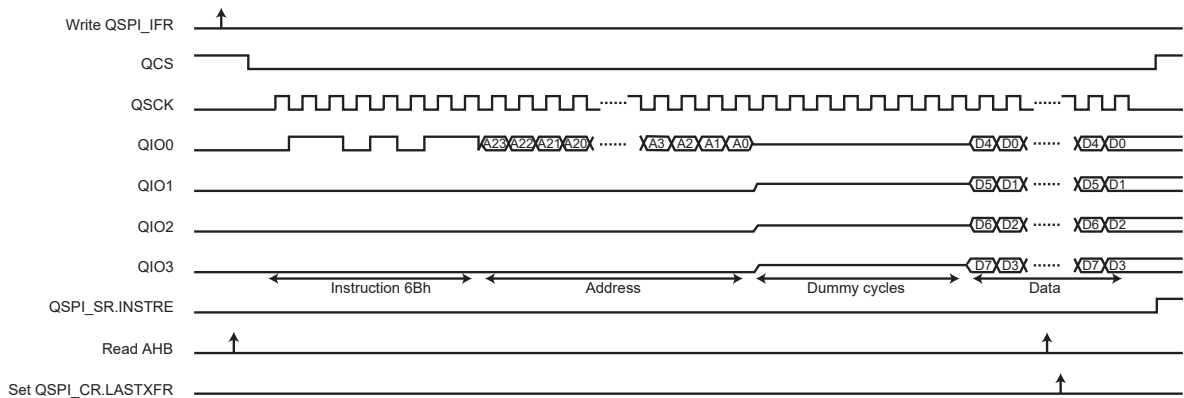 Write QSPI_IFR
QCS
QSCK
QIO0 A23 A22 A21 A20 ...... A3 A2 A1 A0 D4 D0 ...... D4 D0
QIO1 D5 D1 ...... D5 D1
QIO2 D6 D2 ...... D6 D2
QIO3 D7 D3 ...... D7 D3
Instruction 6Bh Address Dummy cycles Data
QSPI_SR.INSTRE
Read AHB
Set QSPI_CR.LASTXFR